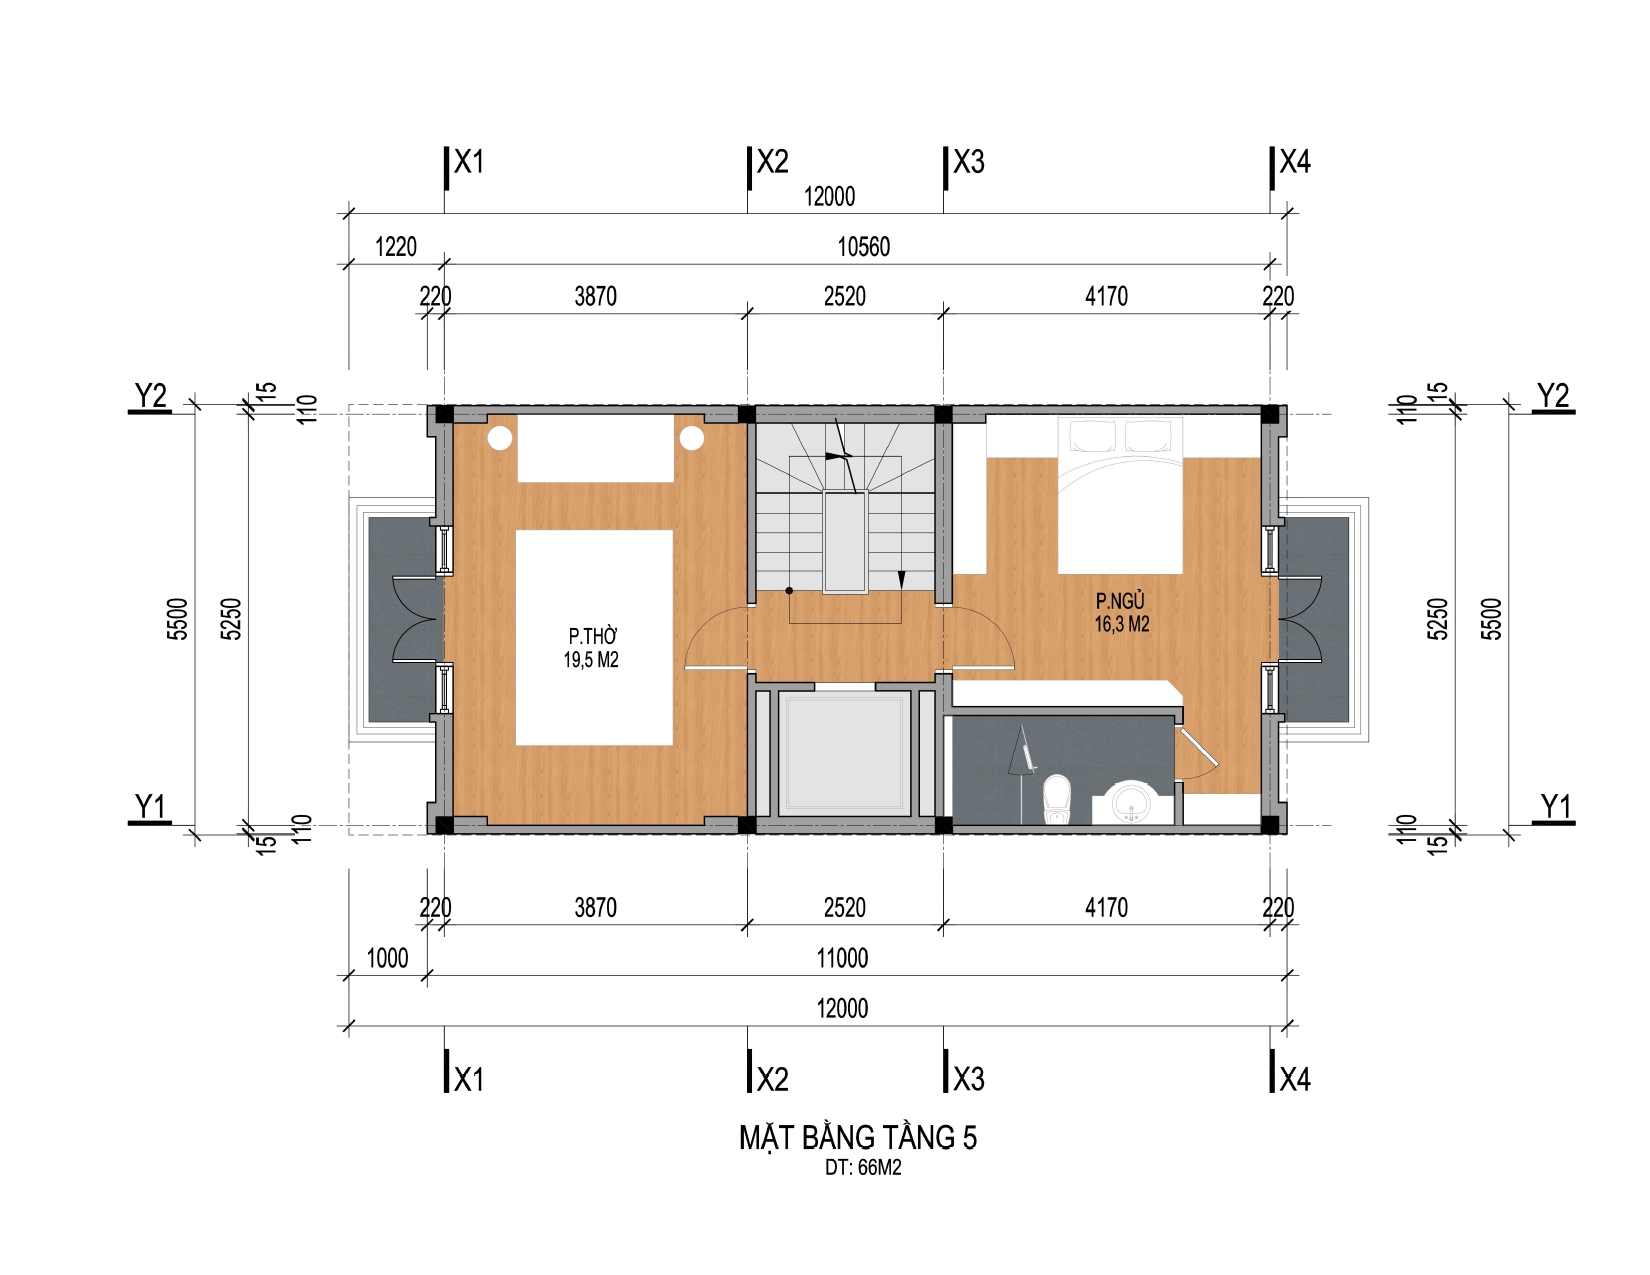 X1 X2 X3 X4
12000
1220 10560
220 3870 2520 4170 220
Y2 15 110 110 15 Y2
5500 5250 5250 5500
P.THỜ
19,5 M2
P.NGỦ
16,3 M2
Y1 15 110 110 15 Y1
220 3870 2520 4170 220
1000 11000
12000
X1 X2 X3 X4
MẶT BẰNG TẦNG 5
DT: 66M2